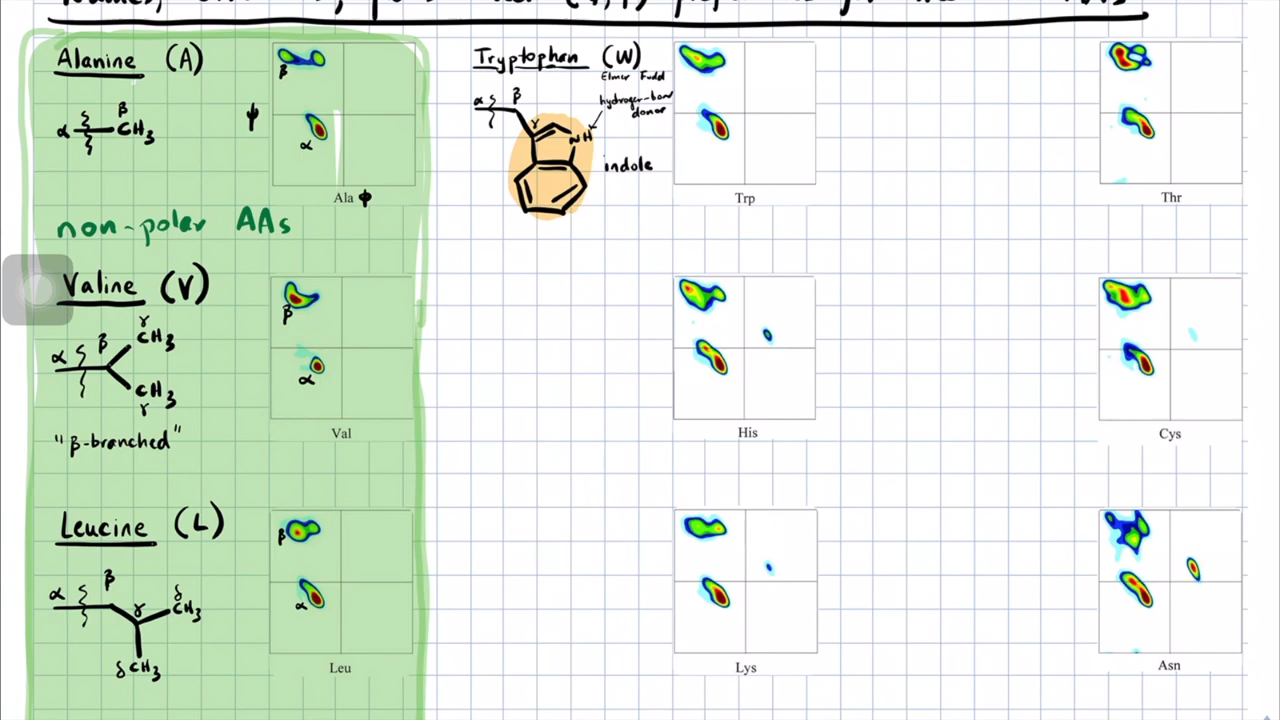 Alanine (A)
β
α
β
α
CH3
ψ
Ala ϕ
non-polar AAs
Valine (V)
γ
CH3
α
β
CH3
γ
"β-branched"
β
α
Val
Leucine (L)
α
β
γ
δ
CH3
δCH3
β
α
Leu
Tryptophan (W)
Elmer Fudd
hydrogen-bond
donor
α
β
γ
NH
indole
Trp
His
Lys
Thr
Cys
Asn